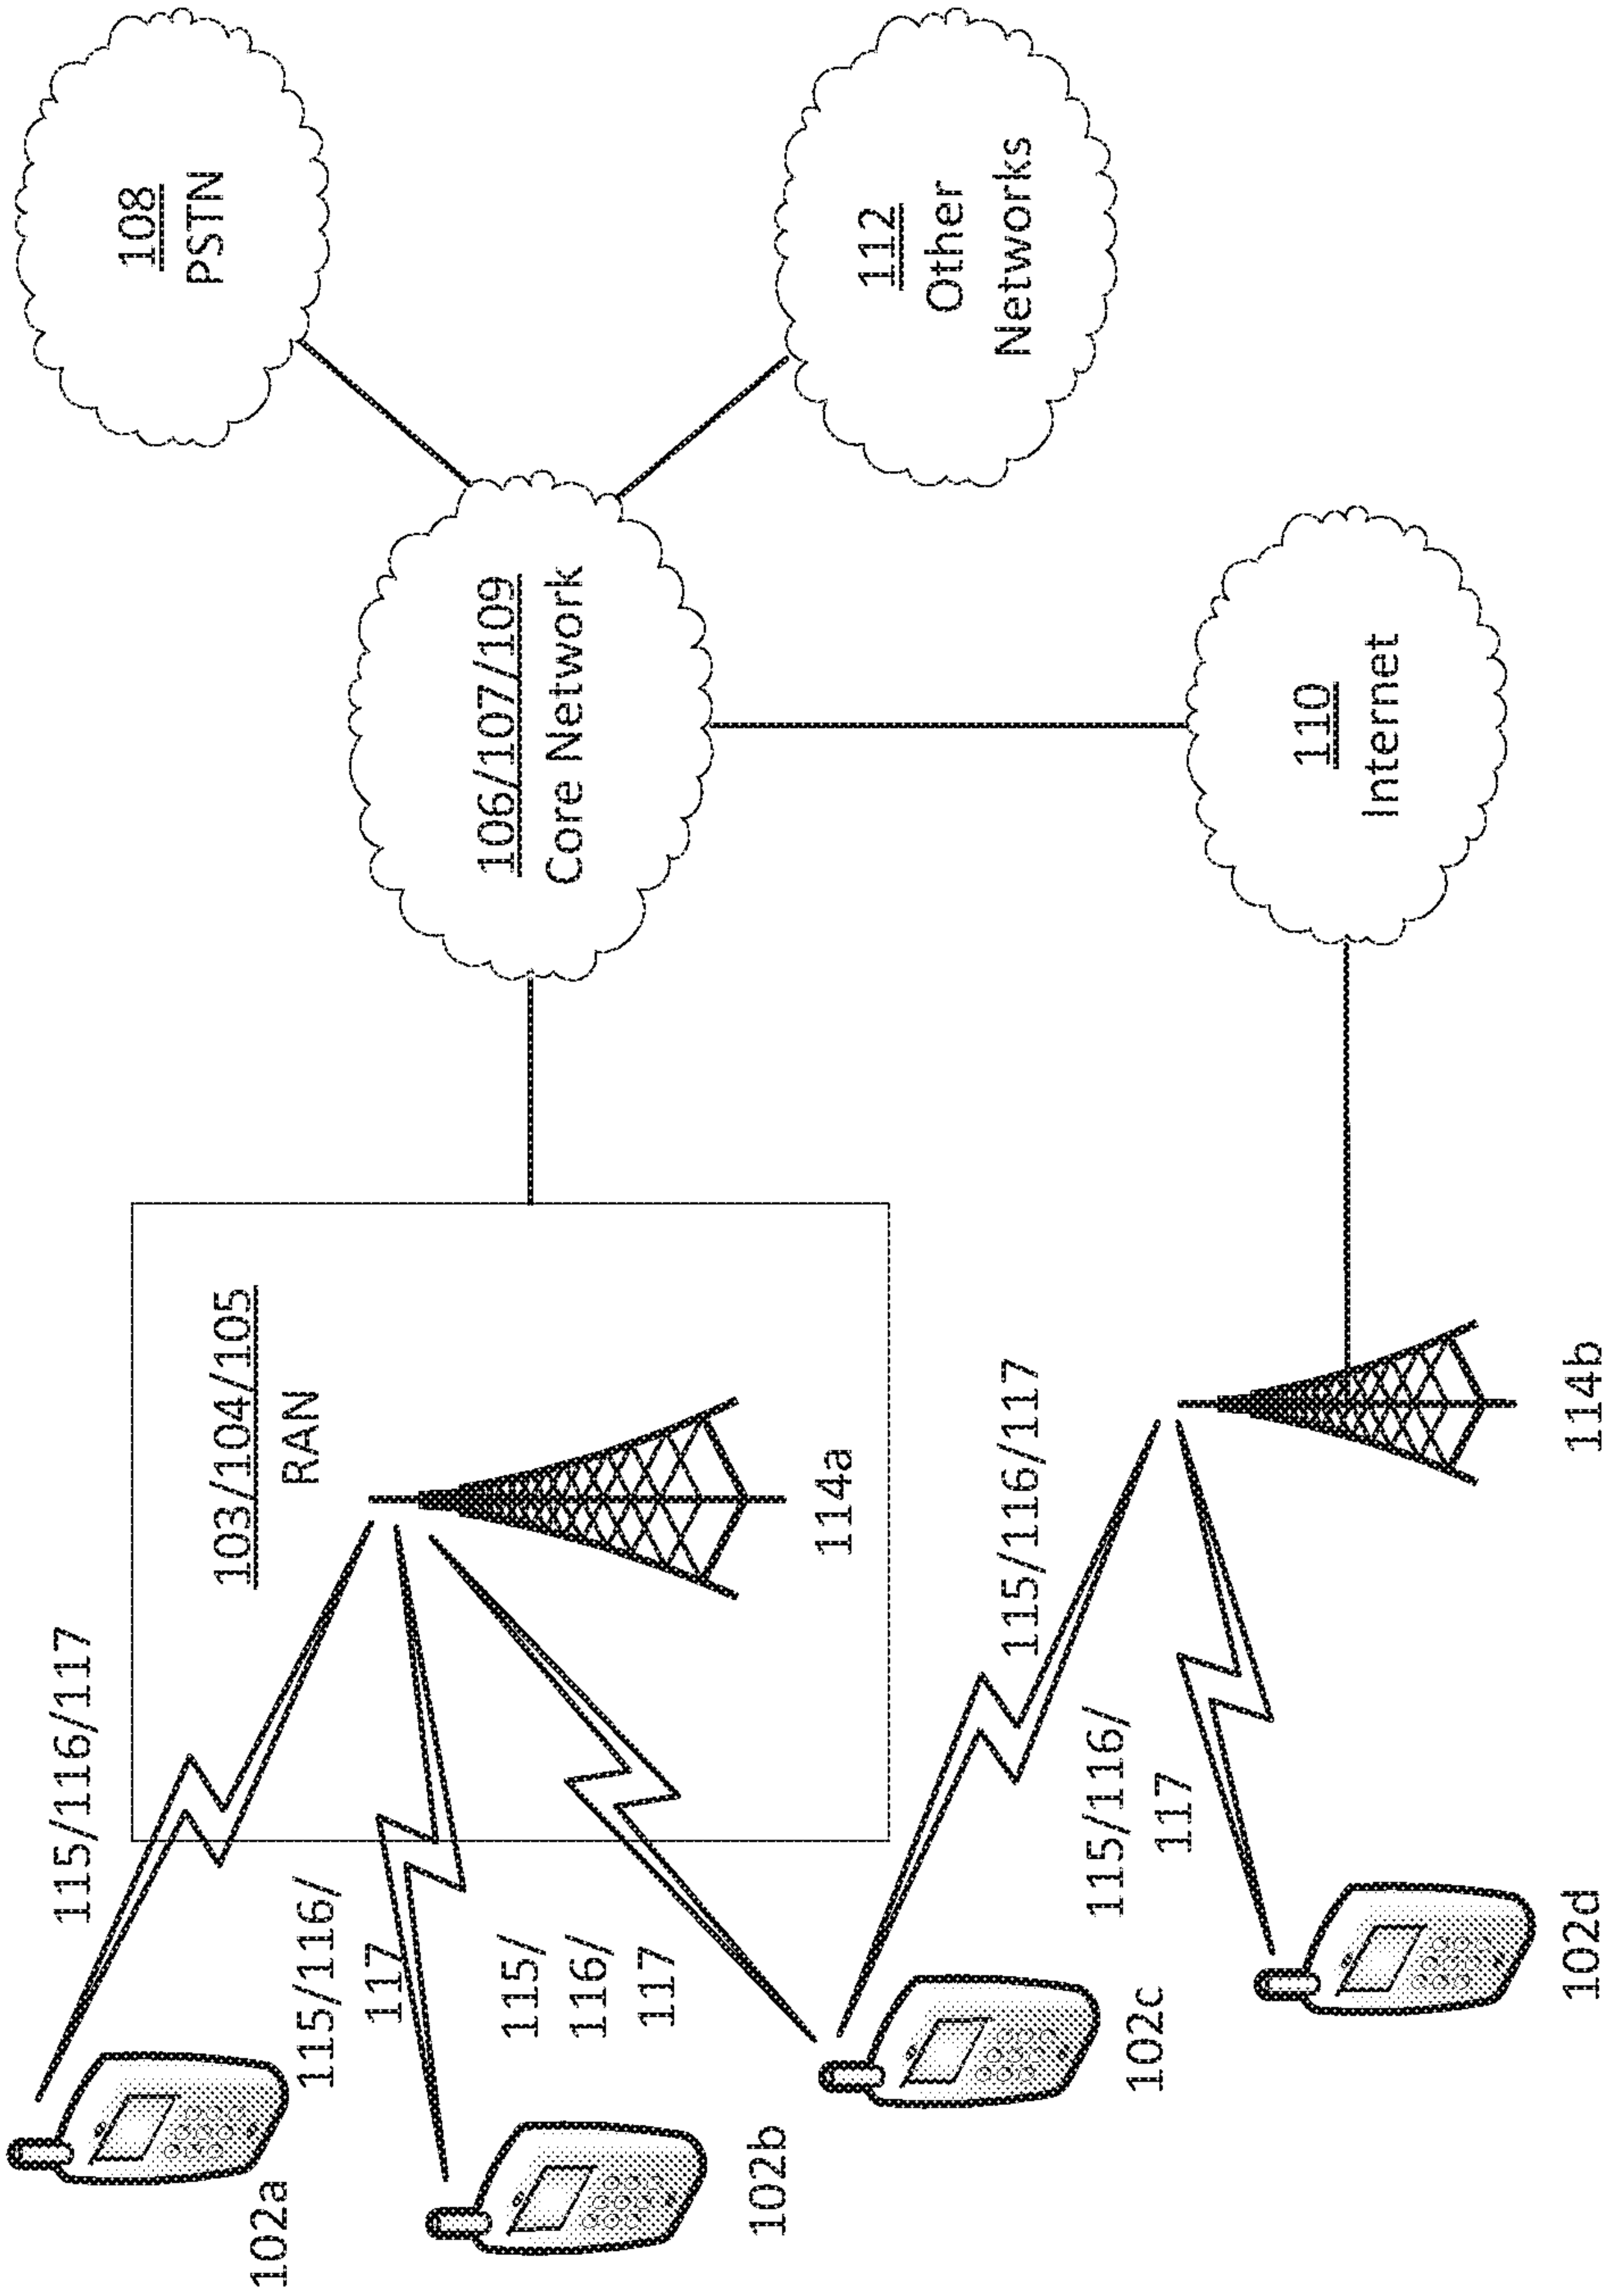 115/116/117
108
PSTN
103/104/105
RAN
102a
115/116/
117
106/107/109
Core Network
115/
116/
117
102b
114a
112
Other
Networks
115/116/117
102c
115/116/
117
110
Internet
102d
114b